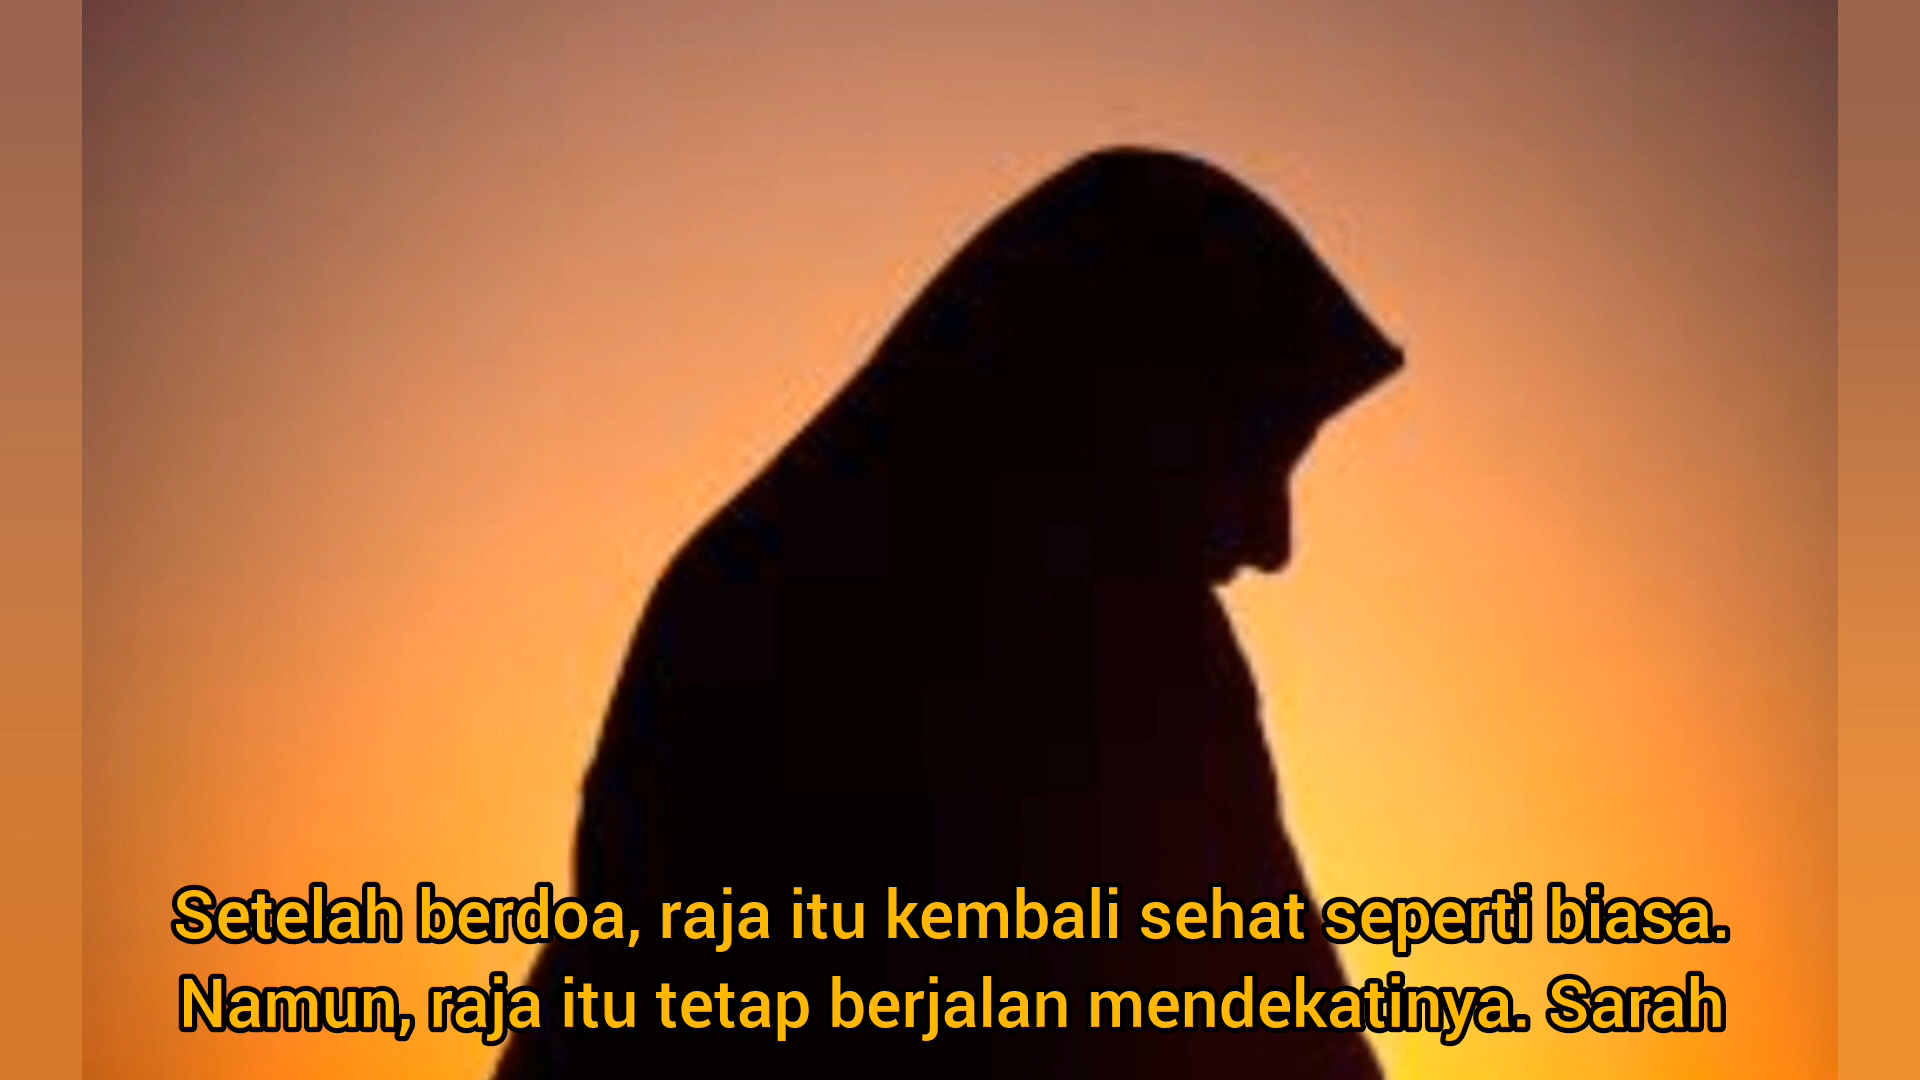 Setelah berdoa, raja itu kembali sehat seperti biasa.
Namun, raja itu tetap berjalan mendekatinya. Sarah